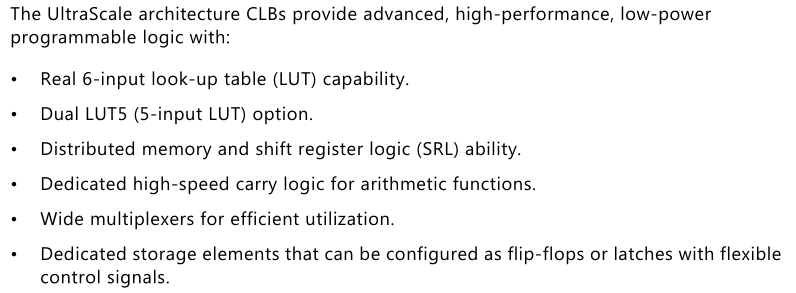 The UltraScale architecture CLBs provide advanced, high-performance, low-power
programmable logic with:
• Real 6-input look-up table (LUT) capability.
• Dual LUT5 (5-input LUT) option.
• Distributed memory and shift register logic (SRL) ability.
• Dedicated high-speed carry logic for arithmetic functions.
• Wide multiplexers for efficient utilization.
• Dedicated storage elements that can be configured as flip-flops or latches with flexible
control signals.